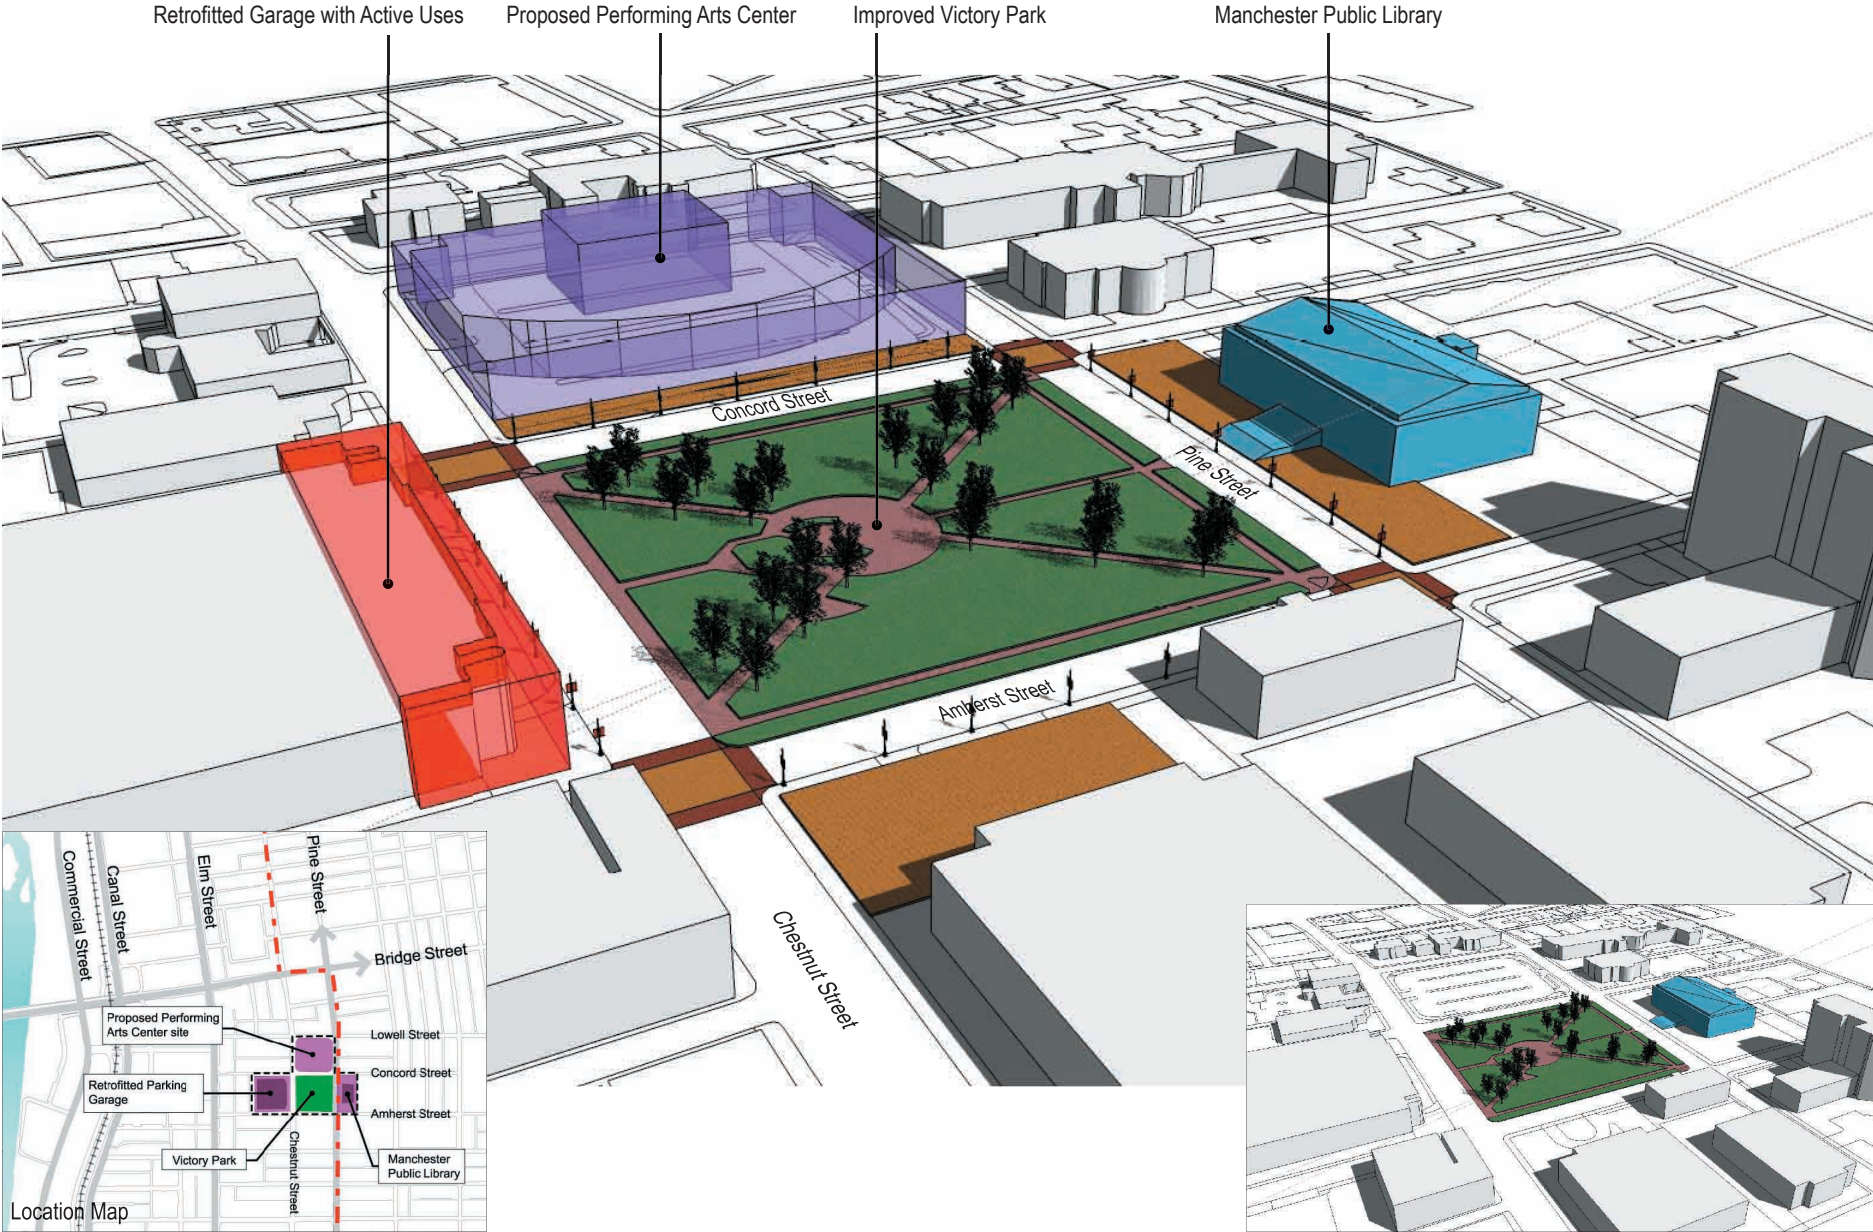 Retrofitted Garage with Active Uses
Proposed Performing Arts Center
Improved Victory Park
Manchester Public Library
Concord Street
Pine Street
Amherst Street
Chestnut Street
Commercial Street
Canal Street
Elm Street
Pine Street
Bridge Street
Proposed Performing
Arts Center site
Lowell Street
Concord Street
Retrofitted Parking
Garage
Amherst Street
Victory Park
Chestnut Street
Manchester
Public Library
Location Map